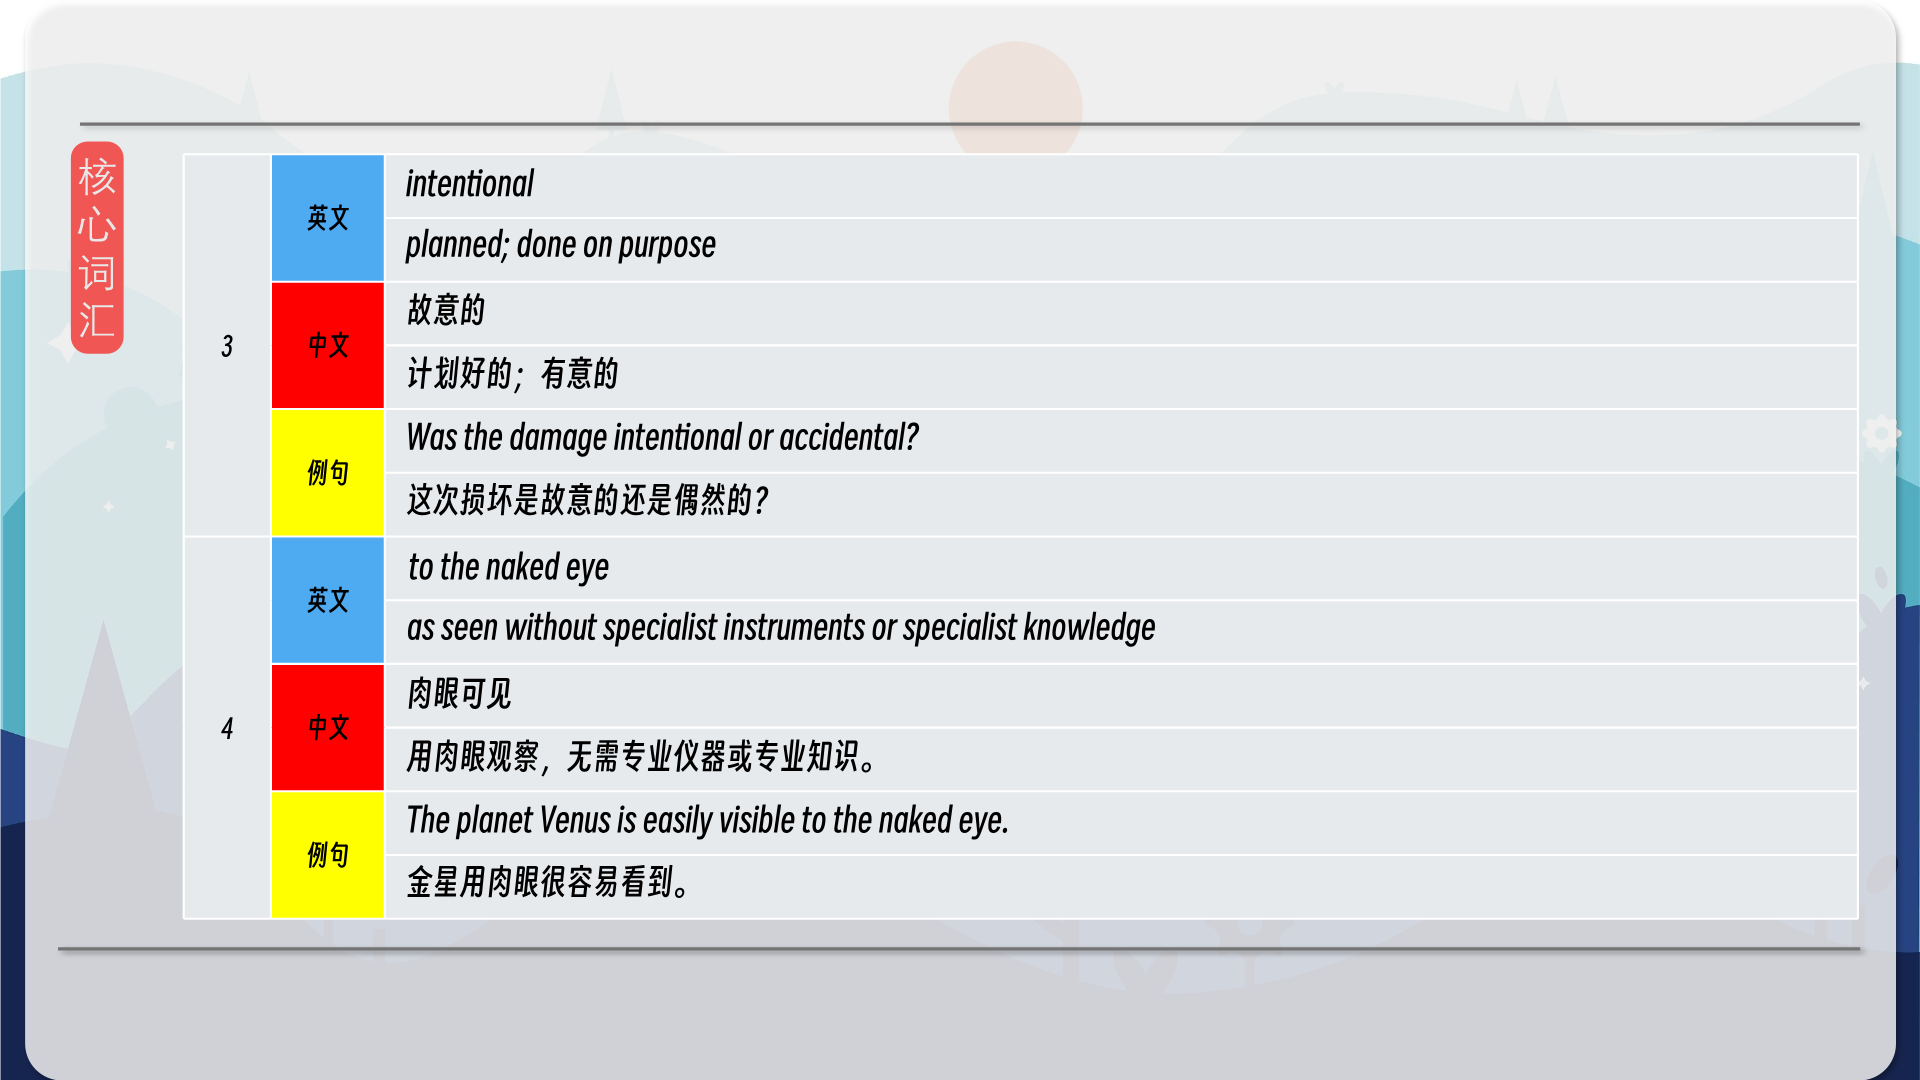 核心词汇
3
英文
intentional
planned; done on purpose
中文
故意的
计划好的；有意的
例句
Was the damage intentional or accidental?
这次损坏是故意的还是偶然的？
4
英文
to the naked eye
as seen without specialist instruments or specialist knowledge
中文
肉眼可见
用肉眼观察，无需专业仪器或专业知识。
例句
The planet Venus is easily visible to the naked eye.
金星用肉眼很容易看到。